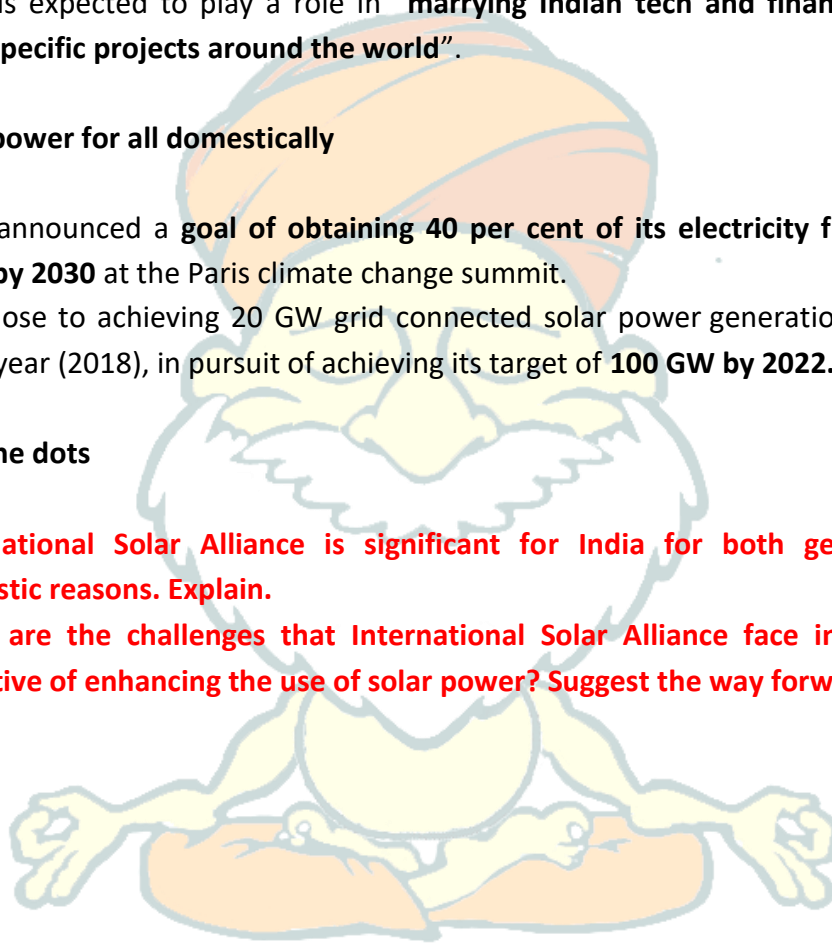 is expected to play a role in "marrying Indian tech and finan
pecific projects around the world".
power for all domestically
announced a goal of obtaining 40 per cent of its electricity f
by 2030 at the Paris climate change summit.
ose to achieving 20 GW grid connected solar power generatio
year (2018), in pursuit of achieving its target of 100 GW by 2022.
ne dots
ational Solar Alliance is significant for India for both ge
stic reasons. Explain.
are the challenges that International Solar Alliance face in
tive of enhancing the use of solar power? Suggest the way forw